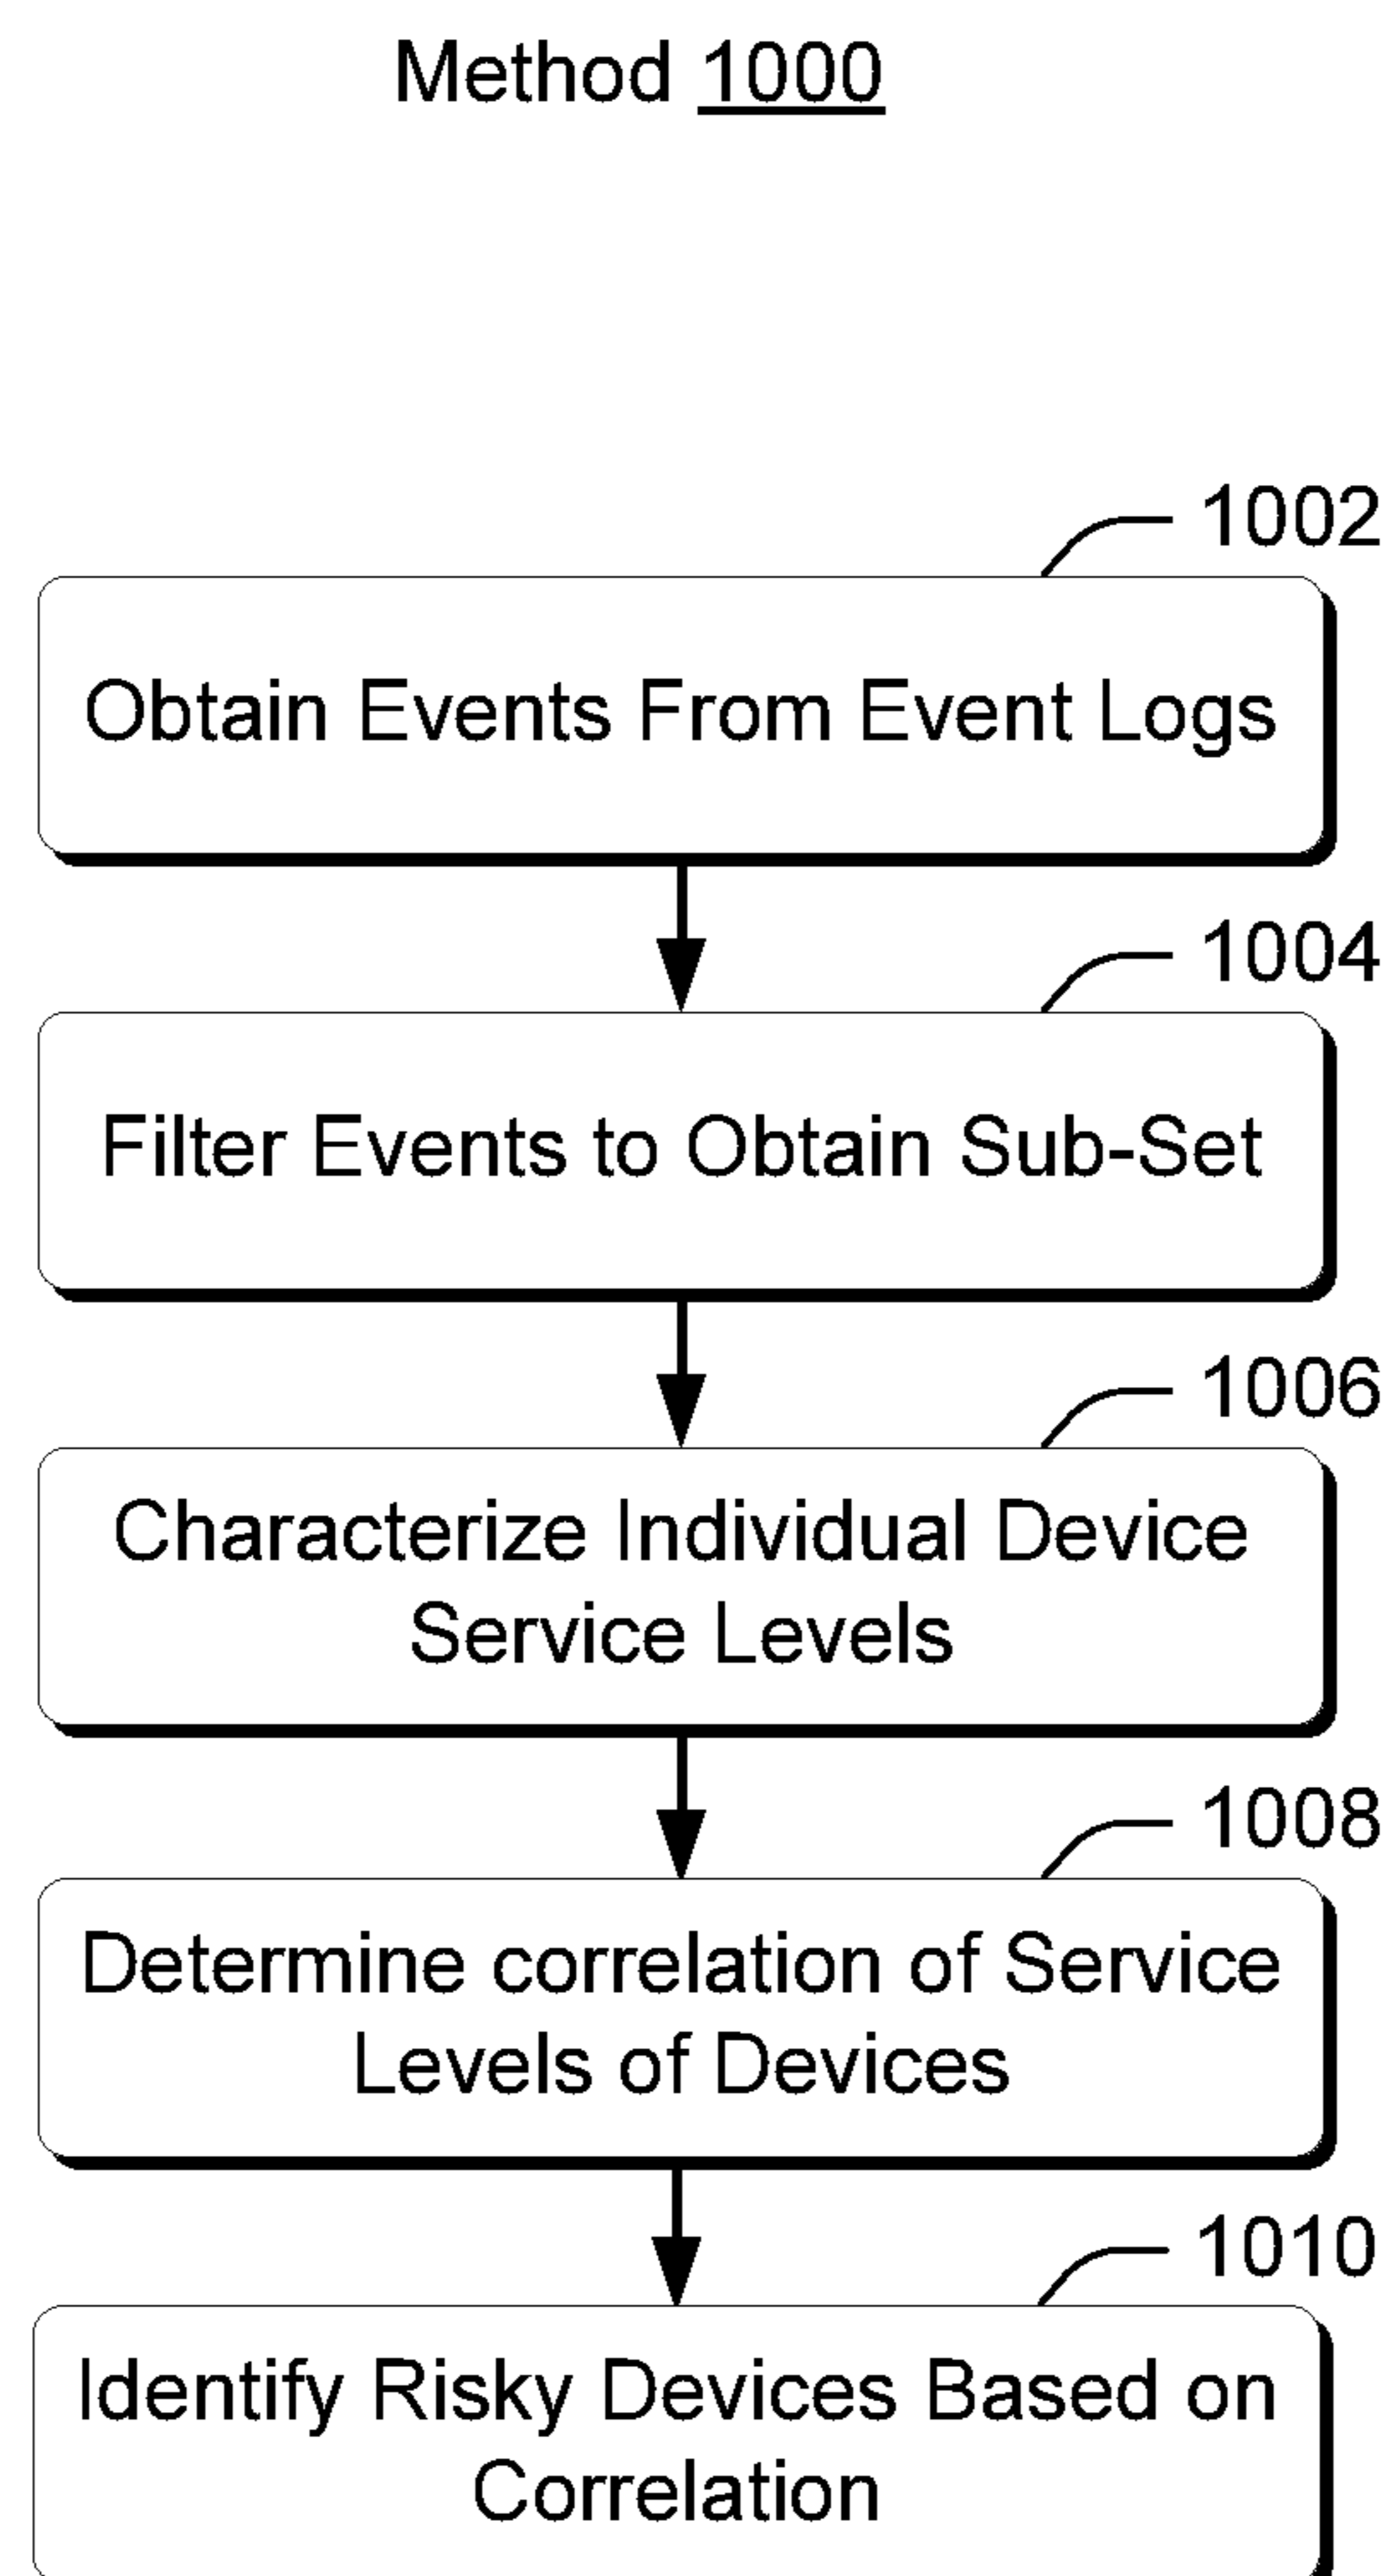 Method 1000
1002
Obtain Events From Event Logs
1004
Filter Events to Obtain Sub-Set
1006
Characterize Individual Device
Service Levels
1008
Determine correlation of Service
Levels of Devices
1010
Identify Risky Devices Based on
Correlation